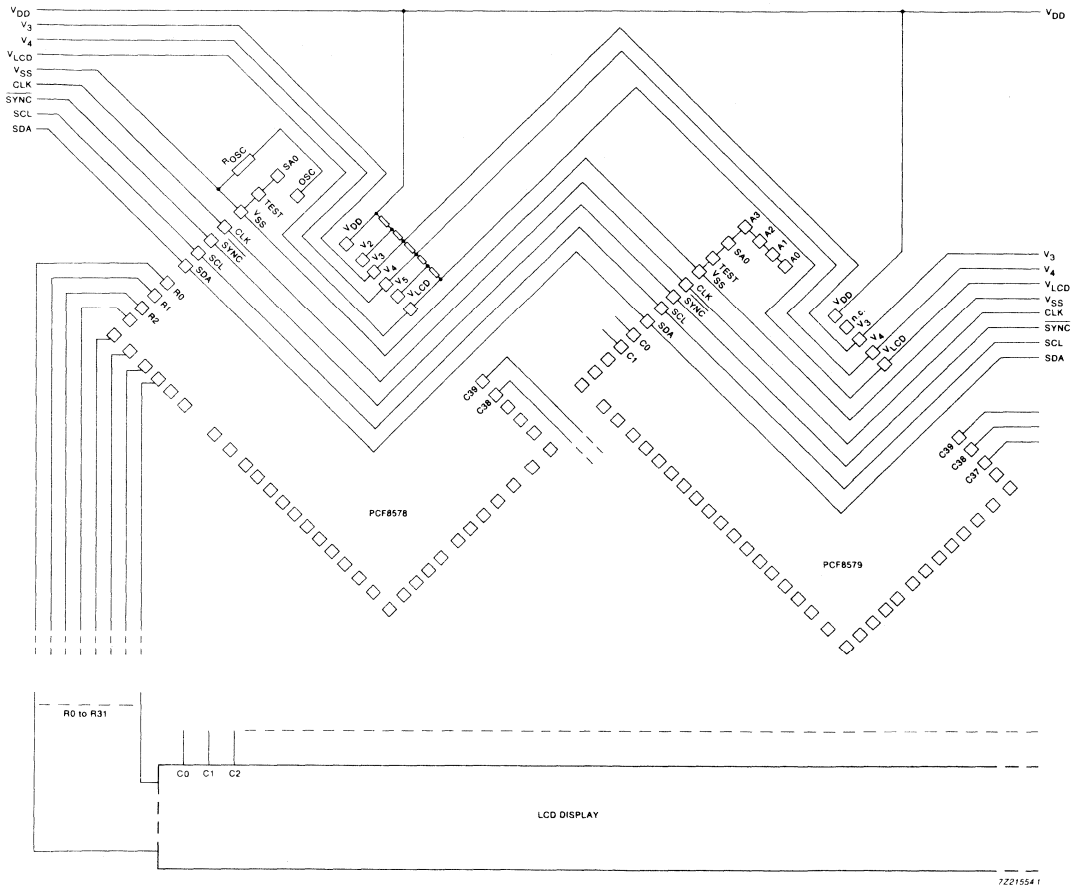 VDD
V3
V4
VLCD
VSS
CLK
SYNC
SCL
SDA
VDD
ROSC
SA0
OSC
TEST
VSS
CLK
SYNC
SCL
SDA
R0
R1
R2
VDD
V2
V3
V4
V5
VLCD
C39
C38
PCF8578
A3
A2
A1
A0
SA0
TEST
VSS
CLK
SYNC
SCL
SDA
C0
C1
VDD
n.c.
V3
V4
VLCD
V3
V4
VLCD
VSS
CLK
SYNC
SCL
SDA
C39
C38
C37
PCF8579
R0 to R31
C0 C1 C2
LCD DISPLAY
7Z21554.1